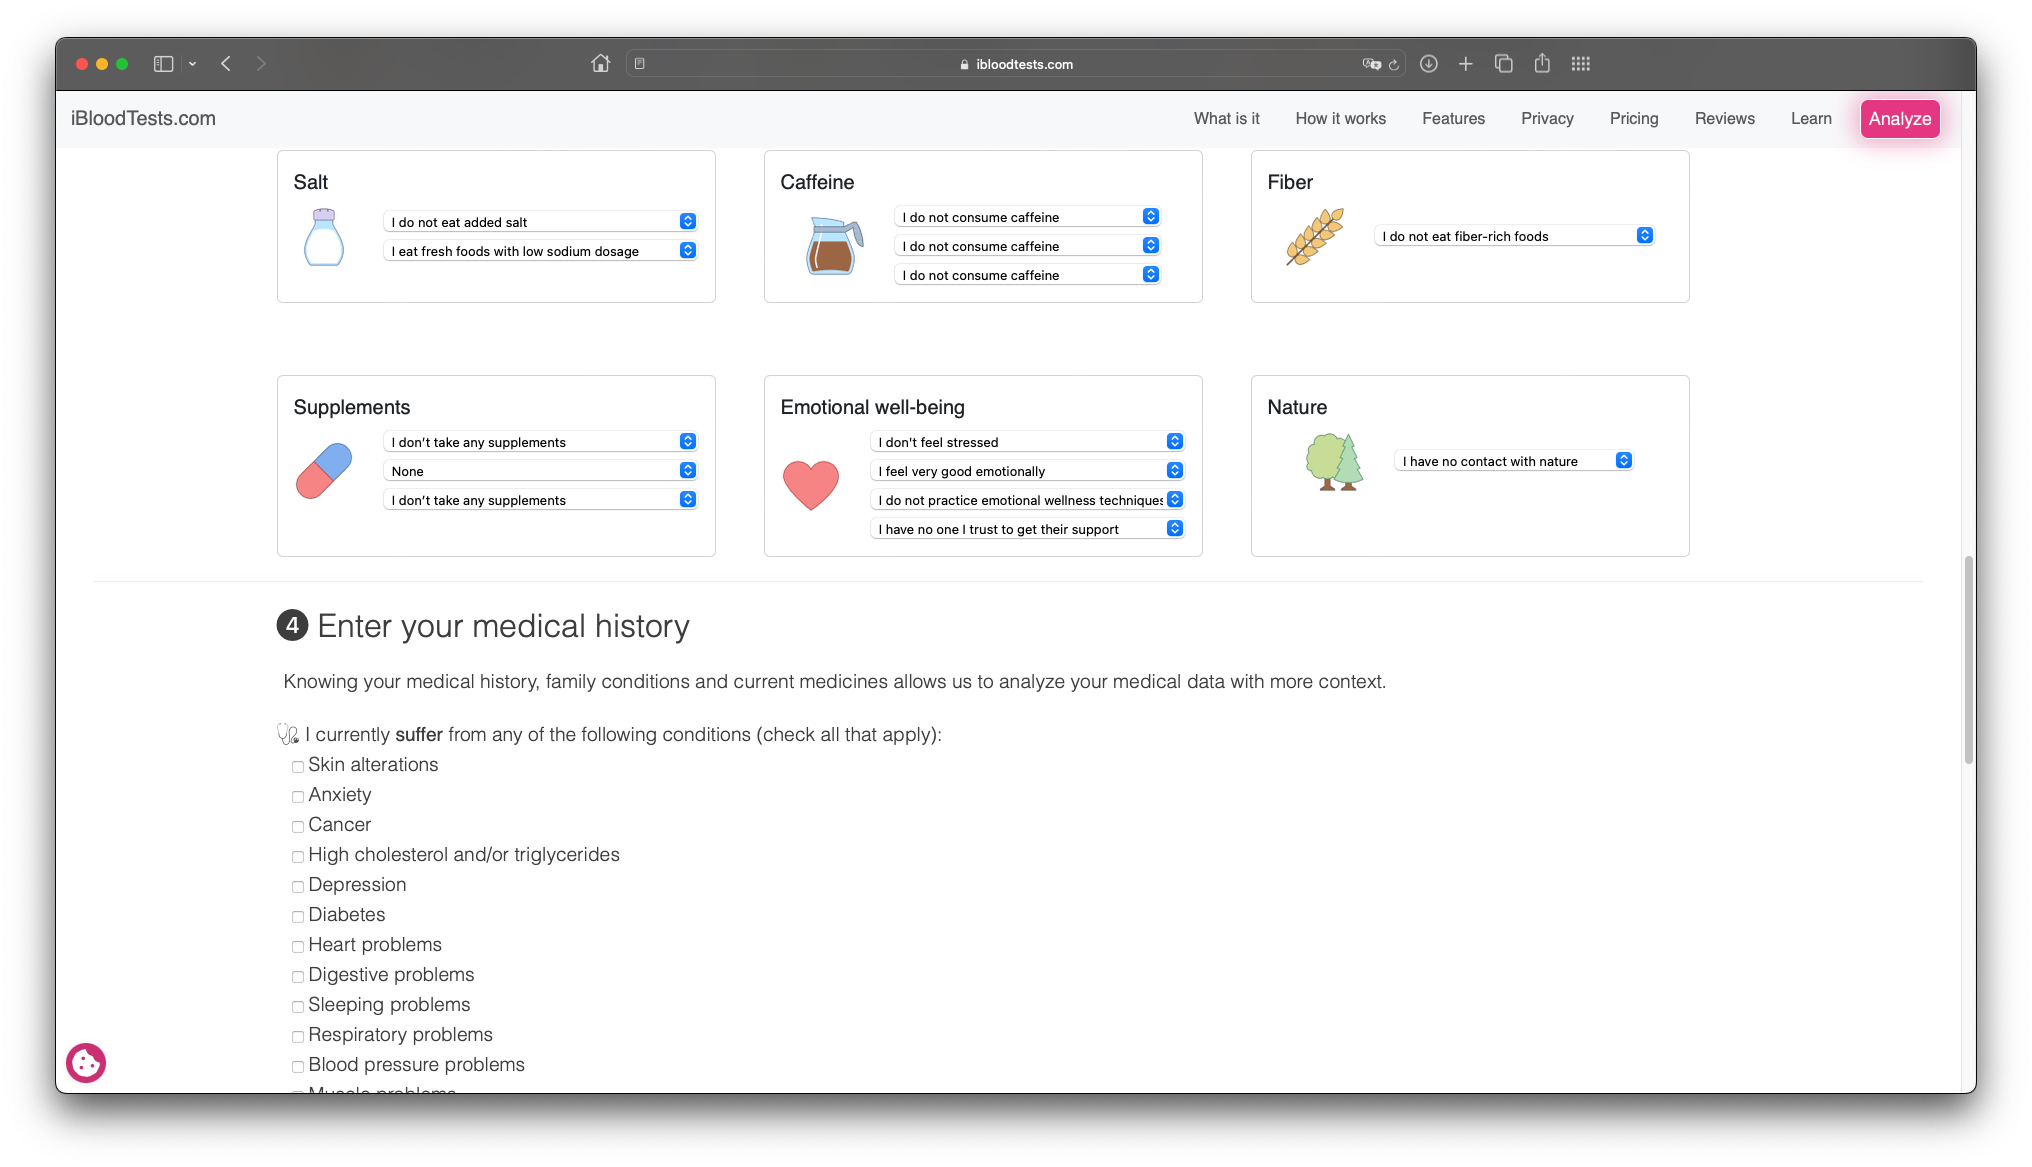 ibloodtests.com
iBloodTests.com
What is it
How it works
Features
Privacy
Pricing
Reviews
Learn
Analyze
Salt
I do not eat added salt
I eat fresh foods with low sodium dosage
Caffeine
I do not consume caffeine
I do not consume caffeine
I do not consume caffeine
Fiber
I do not eat fiber-rich foods
Supplements
I don’t take any supplements
None
I don’t take any supplements
Emotional well-being
I don't feel stressed
I feel very good emotionally
I do not practice emotional wellness techniques
I have no one I trust to get their support
Nature
I have no contact with nature
4 Enter your medical history
Knowing your medical history, family conditions and current medicines allows us to analyze your medical data with more context.
I currently suffer from any of the following conditions (check all that apply):
Skin alterations
Anxiety
Cancer
High cholesterol and/or triglycerides
Depression
Diabetes
Heart problems
Digestive problems
Sleeping problems
Respiratory problems
Blood pressure problems
Muscle problems